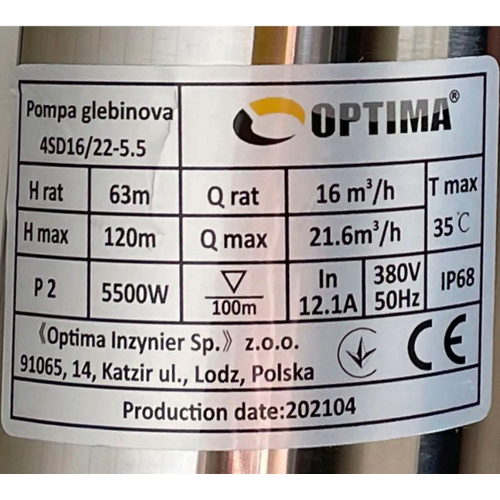 Pompa glebinova
4SD16/22-5.5
OPTIMA®
H rat 63m Q rat 16 m³/h T max
H max 120m Q max 21.6m³/h 35℃
P 2 5500W 100m In 12.1A 380V 50Hz IP68
《Optima Inzynier Sp.》 z.o.o.
91065, 14, Katzir ul., Lodz, Polska
CE
Production date:202104